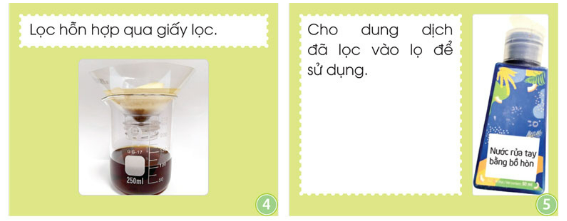 Lọc hỗn hợp qua giấy lọc.
250ml
4
Cho dung dịch
đã lọc vào lọ để
sử dụng.
Nước rửa tay
bằng bồ hòn
5